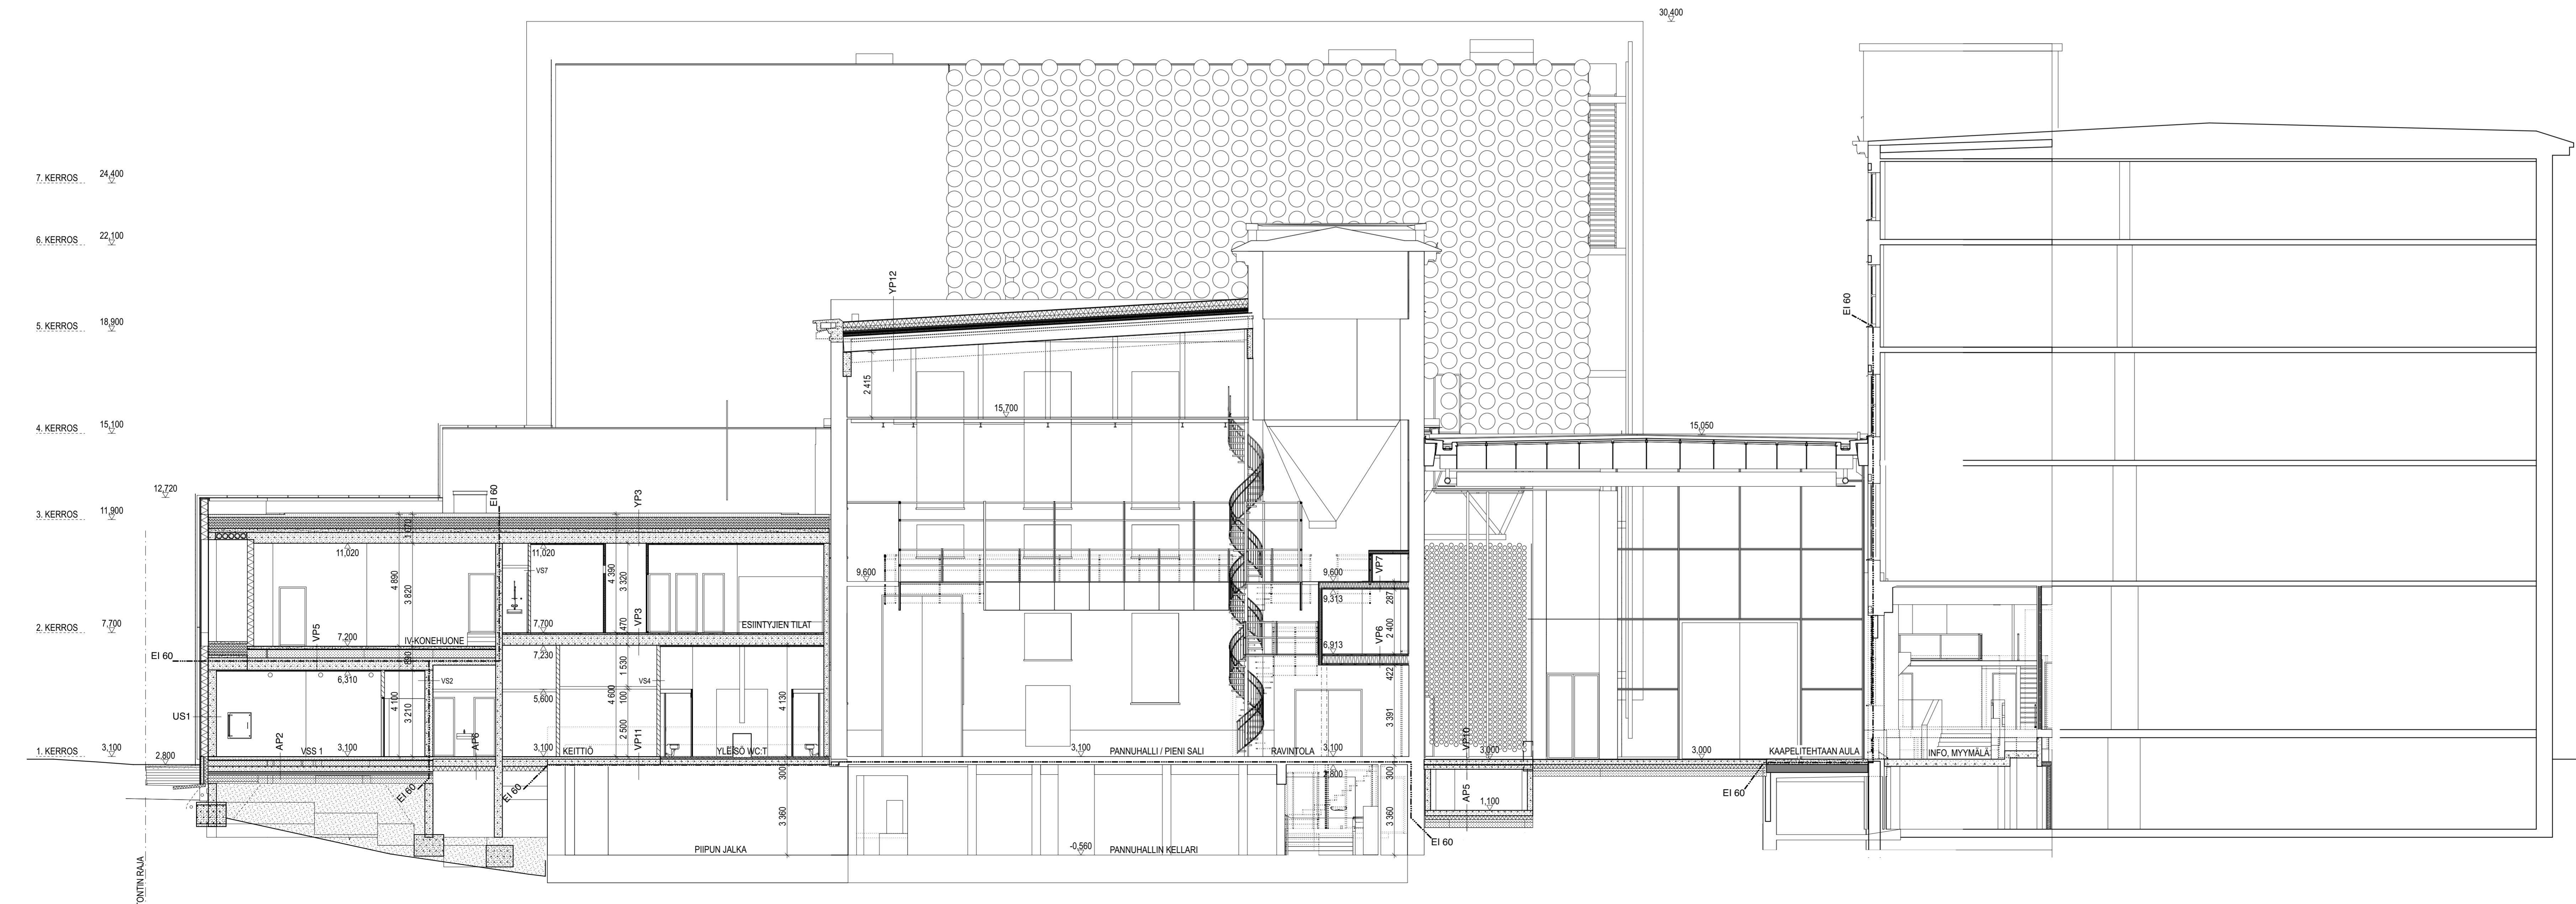 30,400
7. KERROS 24,400
6. KERROS 22,100
YP12
EI 60
5. KERROS 18,900
2 415
15,700
4. KERROS 15,100
15,050
12,720
EI 60
YP3
3. KERROS 11,900
1 070
11,020
11,020
VS7
4 890
3 820
4 390
3 320
9,600
9,600
VP7
9,313
287
2. KERROS 7,700
VP5
7,200
IV-KONEHUONE
7,700
470
VP3
ESIINTYJIEN TILAT
2 400
VP6
6,913
EI 60
890
7,230
1 530
6,310
VS2
VS4
422
5,600
4 600
100
4 130
US1
4 100
3 210
2 500
3 391
AP2
AP6
VP11
VP10
1. KERROS 3,100
2,800
VSS 1
3,100
3,100
KEITTIÖ
YLEISÖ WC:T
3,100
PANNUHALLI / PIENI SALI
RAVINTOLA
3,100
3,000
3,000
KAAPELITEHTAAN AULA
INFO, MYYMÄLÄ
300
2,800
300
EI 60
EI 60
AP5
EI 60
1,100
3 360
3 360
EI 60
PIIPUN JALKA
-0,560
PANNUHALLIN KELLARI
TONTIN RAJA